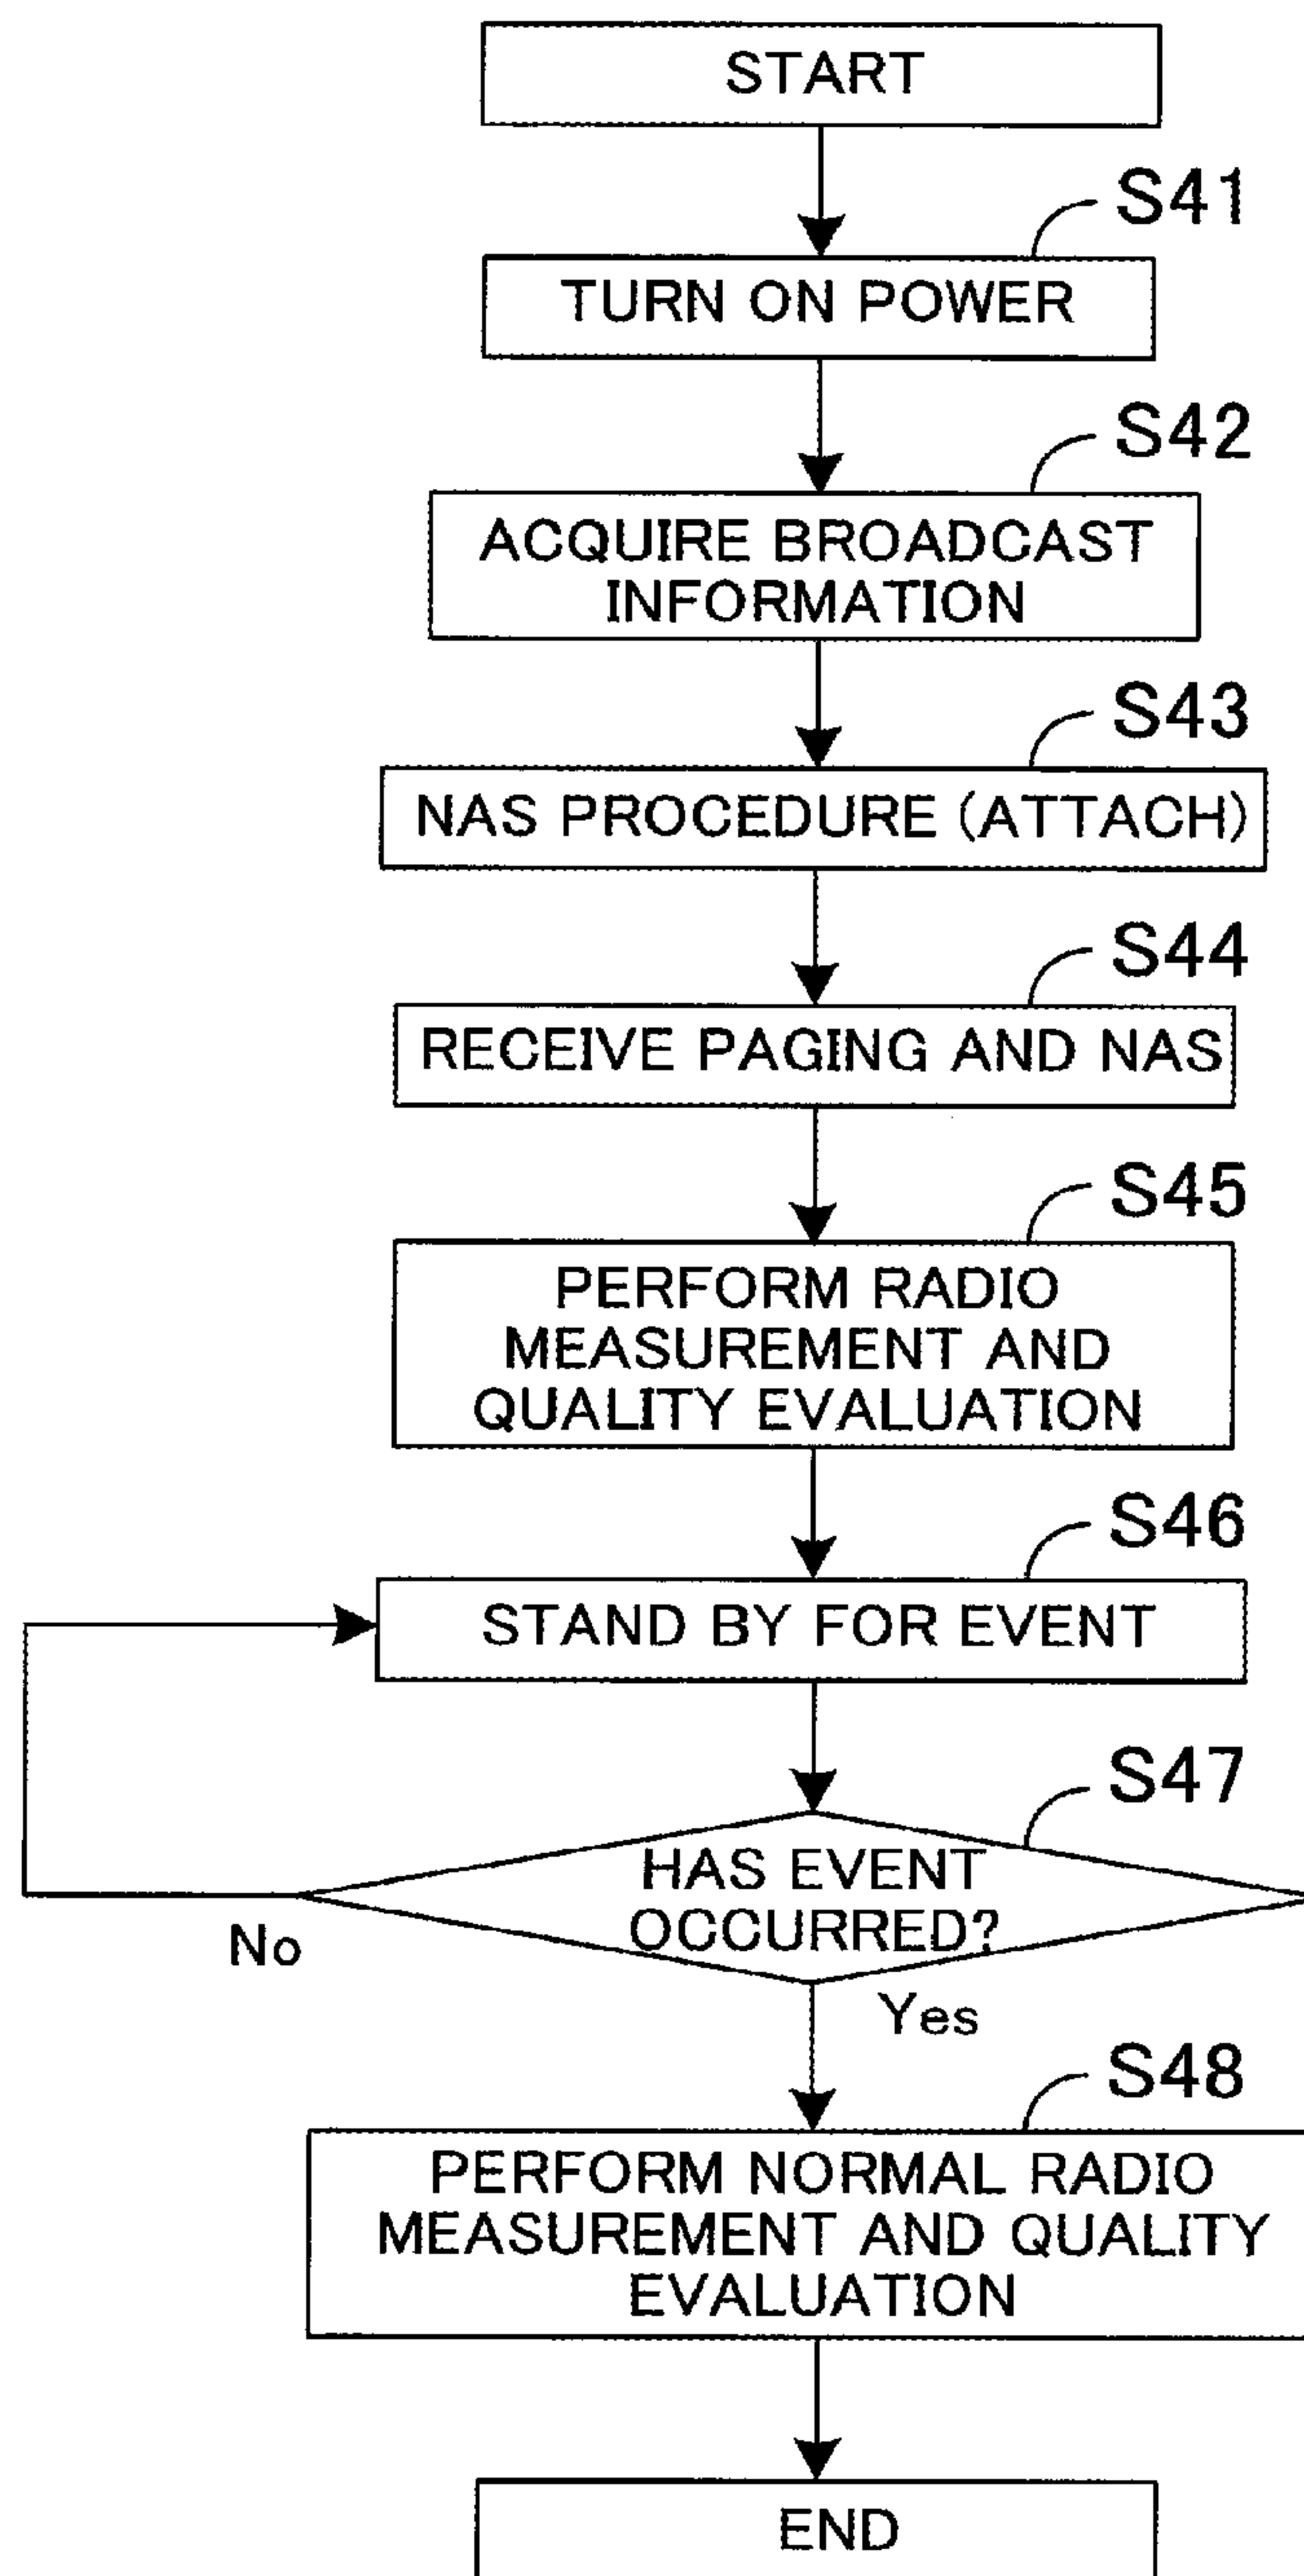 START
S41
TURN ON POWER
S42
ACQUIRE BROADCAST
INFORMATION
S43
NAS PROCEDURE (ATTACH)
S44
RECEIVE PAGING AND NAS
S45
PERFORM RADIO
MEASUREMENT AND
QUALITY EVALUATION
S46
STAND BY FOR EVENT
S47
HAS EVENT
OCCURRED?
No
Yes
S48
PERFORM NORMAL RADIO
MEASUREMENT AND QUALITY
EVALUATION
END